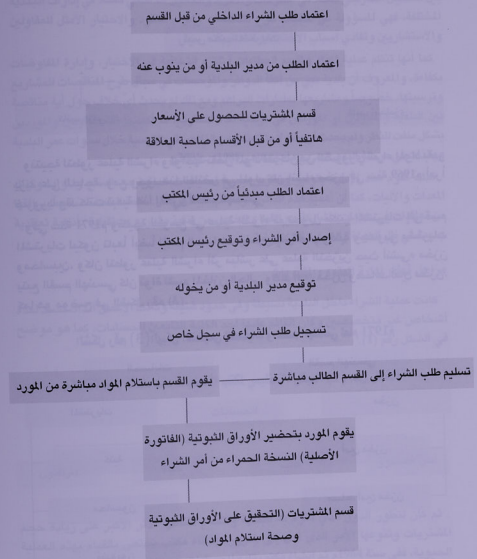 اعتماد طلب الشراء الداخلي من قبل القسم
اعتماد الطلب من مدير البلدية أو من ينوب عنه
قسم المشتريات للحصول على الأسعار
هاتفياً أو من قبل الأقسام صاحبة العلاقة
اعتماد الطلب مبدئياً من رئيس المكتب
إصدار أمر الشراء وتوقيع رئيس المكتب
توقيع مدير البلدية أو من يخوله
تسجيل طلب الشراء في سجل خاص
تسليم طلب الشراء إلى القسم الطالب مباشرة
يقوم القسم باستلام المواد مباشرة من المورد
يقوم المورد بتحضير الأوراق الثبوتية (الفاتورة
الأصلية) النسخة الحمراء من أمر الشراء
قسم المشتريات (التحقيق على الأوراق الثبوتية
وصحة استلام المواد)